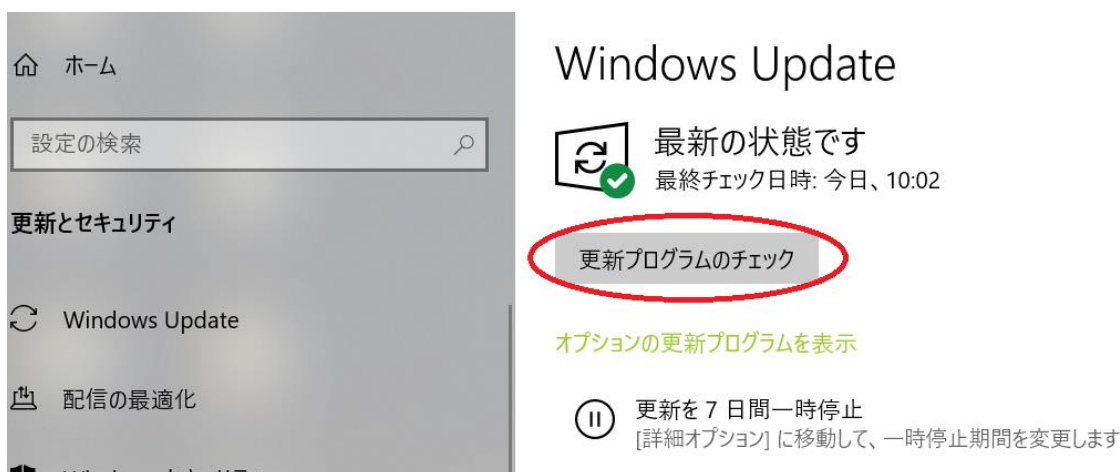 ホーム
設定の検索
更新とセキュリティ
Windows Update
配信の最適化
Windows Update
最新の状態です
最終チェック日時: 今日、10:02
更新プログラムのチェック
オプションの更新プログラムを表示
更新を 7 日間一時停止
[詳細オプション] に移動して、一時停止期間を変更します